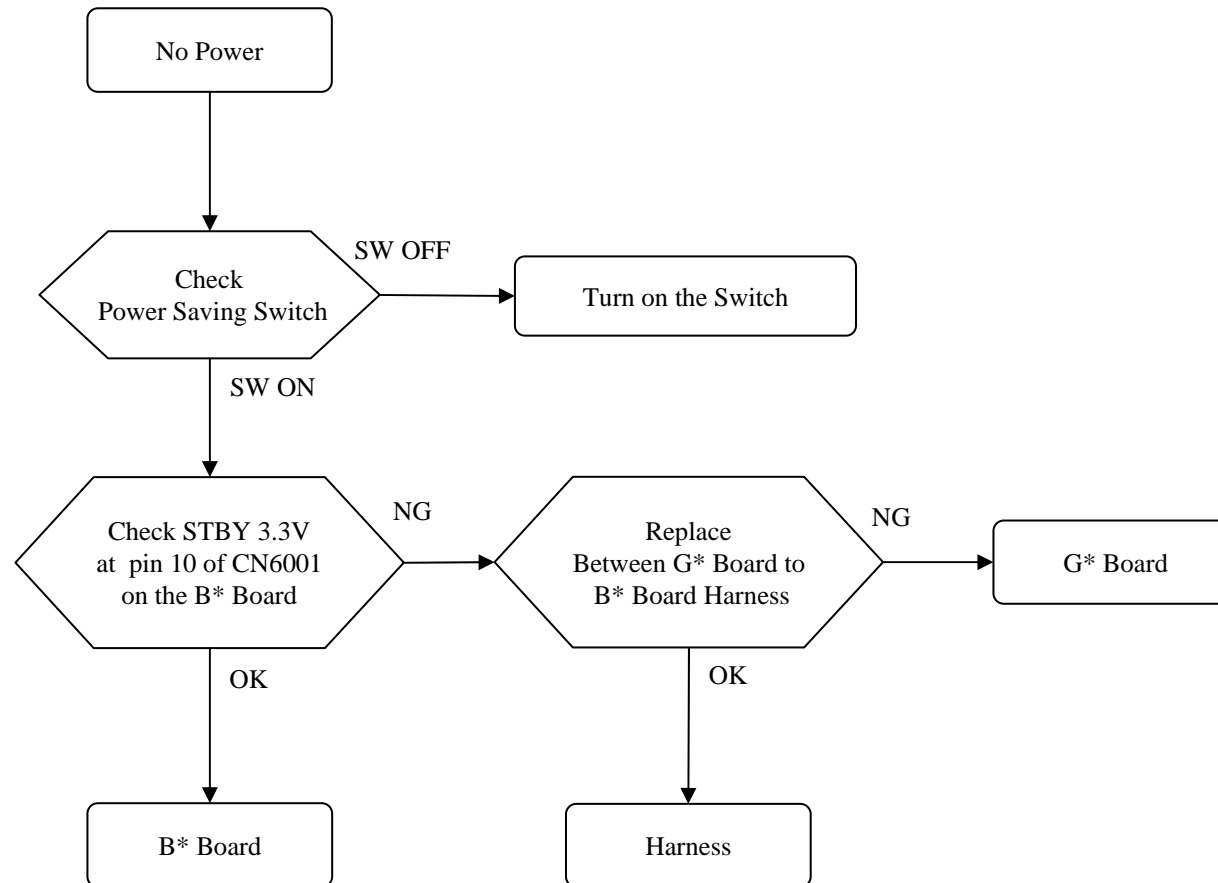 No Power
SW OFF
Check
Power Saving Switch
Turn on the Switch
SW ON
Check STBY 3.3V
at pin 10 of CN6001
on the B* Board
NG
Replace
Between G* Board to
B* Board Harness
NG
G* Board
OK
OK
B* Board
Harness